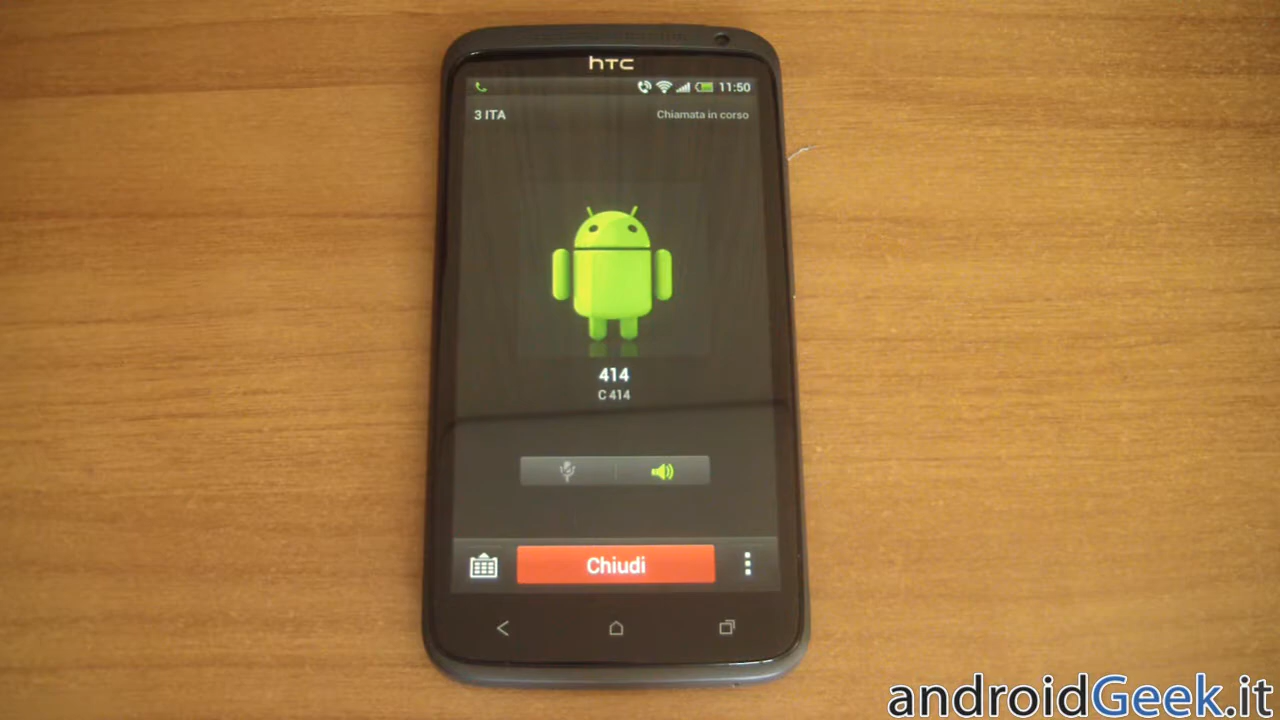 hTC
11:50
3 ITA
Chiamata in corso
414
C 414
Chiudi
androidGeek.it